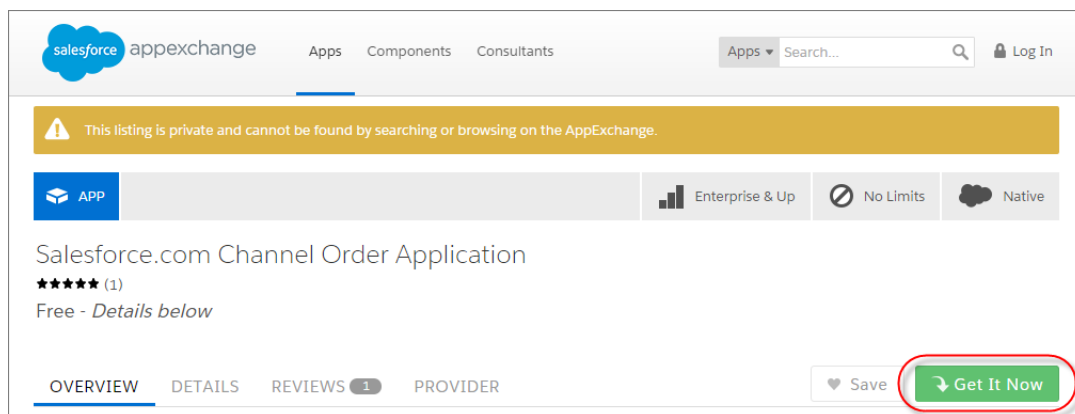 salesforce appexchange Apps Components Consultants Apps Search... Log In
This listing is private and cannot be found by searching or browsing on the AppExchange.
APP Enterprise & Up No Limits Native
Salesforce.com Channel Order Application
★★★★★ (1)
Free - Details below
OVERVIEW DETAILS REVIEWS 1 PROVIDER Save Get It Now